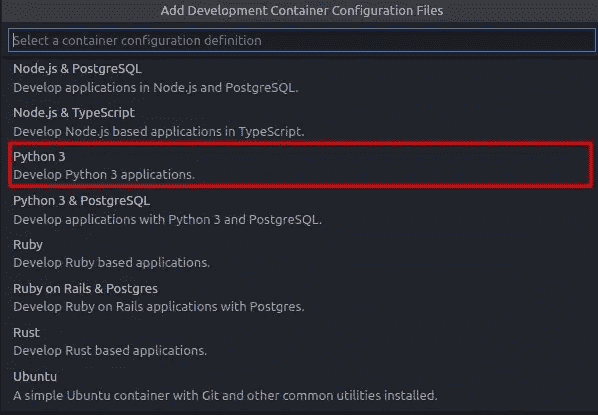 Add Development Container Configuration Files
Select a container configuration definition
Node.js & PostgreSQL
Develop applications in Node.js and PostgreSQL.
Node.js & TypeScript
Develop Node.js based applications in TypeScript.
Python 3
Develop Python 3 applications.
Python 3 & PostgreSQL
Develop applications with Python 3 and PostgreSQL.
Ruby
Develop Ruby based applications.
Ruby on Rails & Postgres
Develop Ruby on Rails applications with Postgres.
Rust
Develop Rust based applications.
Ubuntu
A simple Ubuntu container with Git and other common utilities installed.